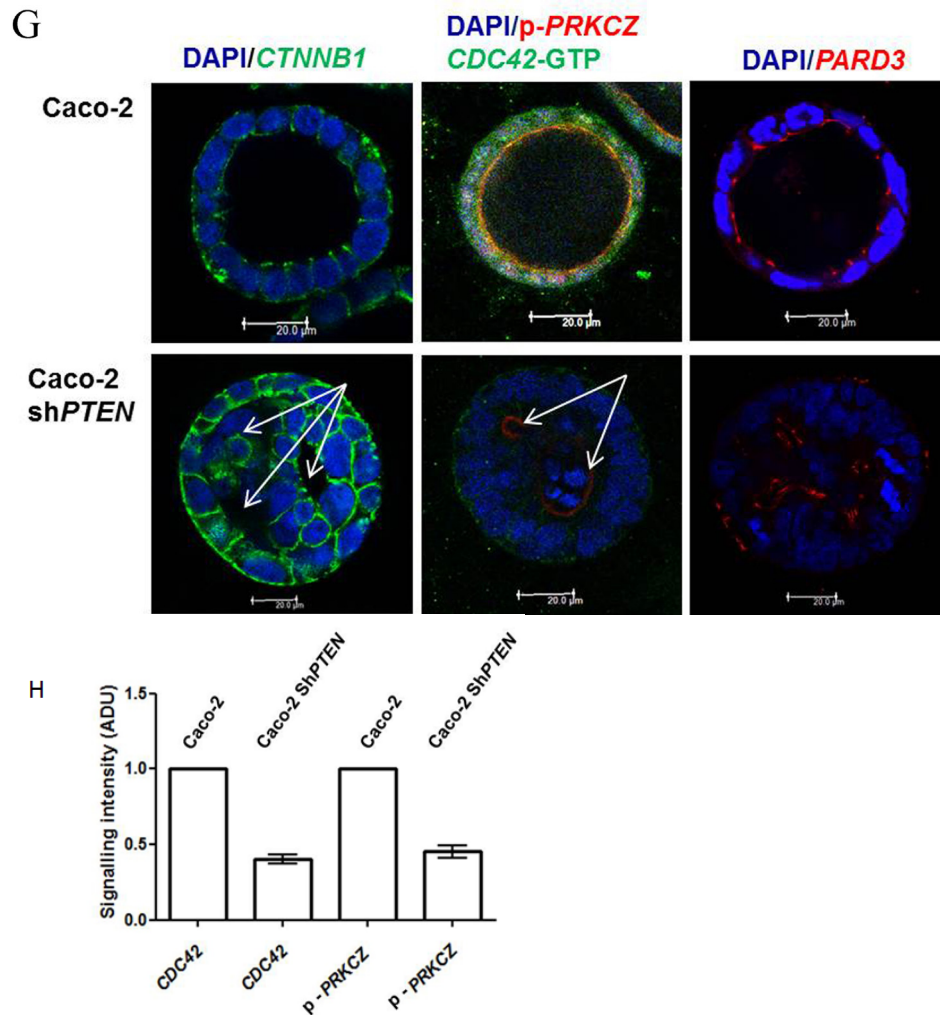 G
DAPI/CTNNB1
DAPI/p-PRKCZ
CDC42-GTP
DAPI/PARD3
Caco-2
20.0 µm
20.0 µm
20.0 µm
Caco-2
shPTEN
20.0 µm
20.0 µm
20.0 µm
H
Signalling intensity (ADU)
1.5
1.0
0.5
0.0
Caco-2
Caco-2 ShPTEN
Caco-2
Caco-2 ShPTEN
CDC42
CDC42
p - PRKCZ
p - PRKCZ